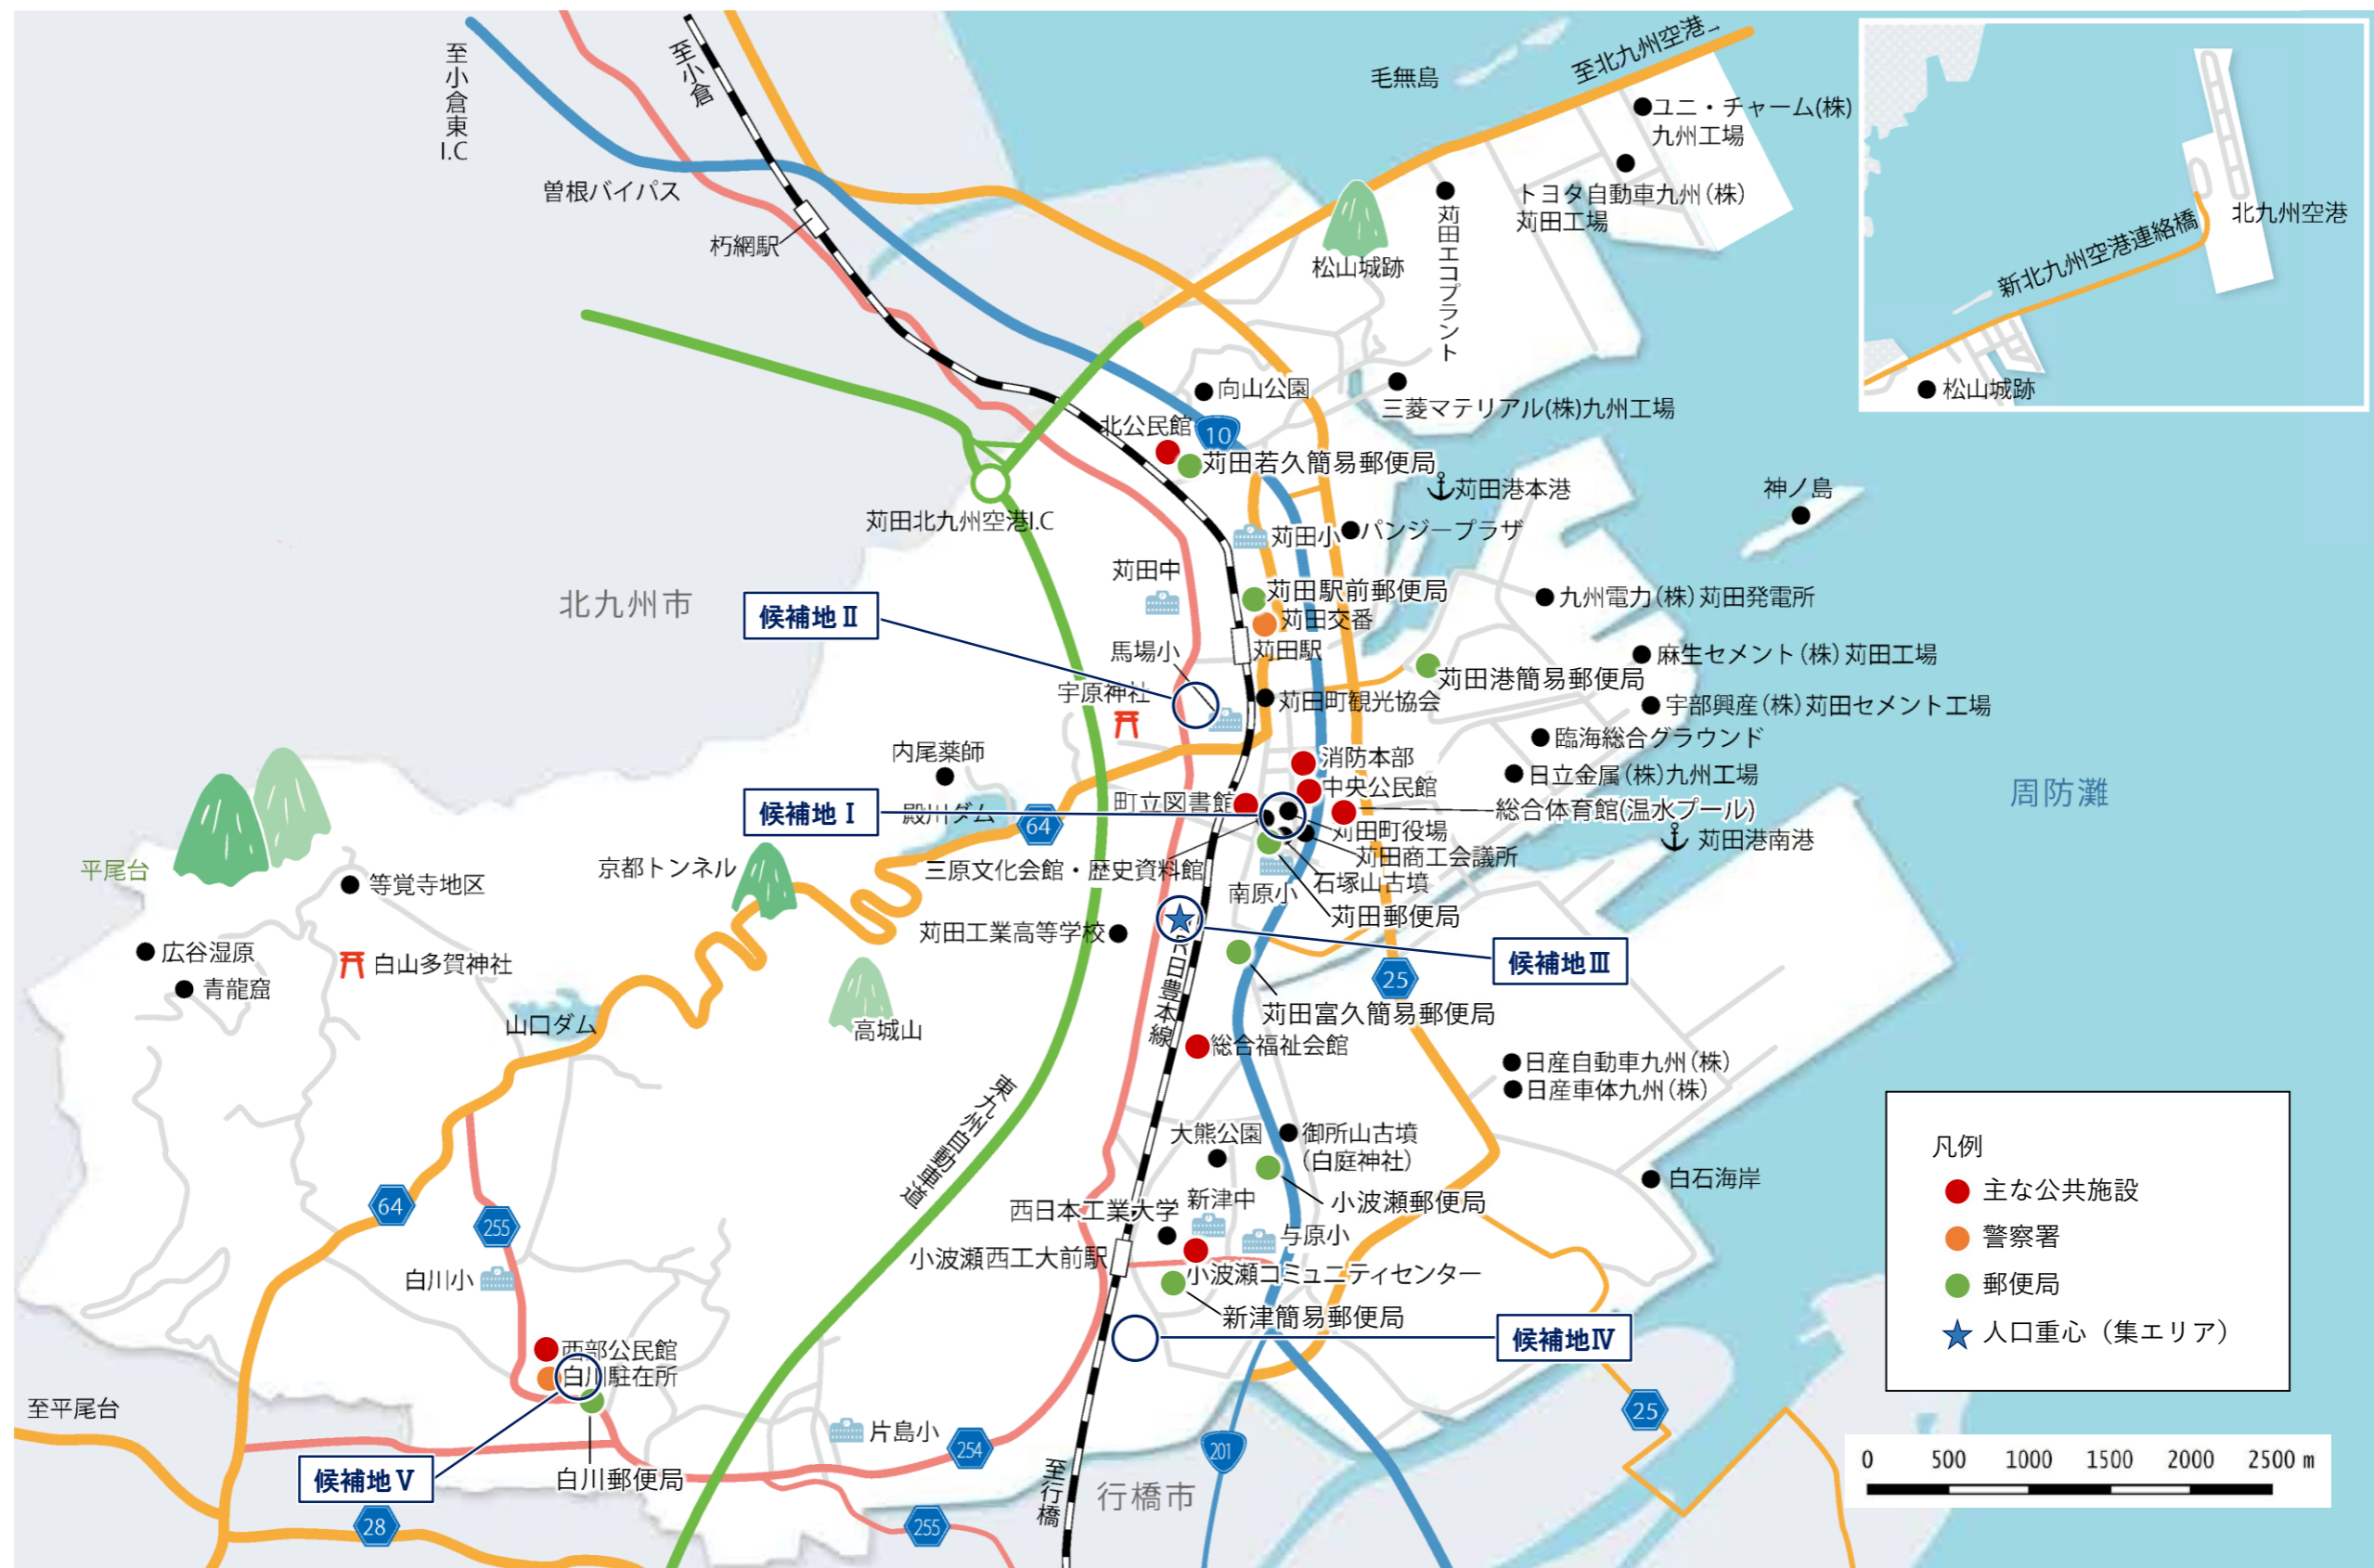 至小倉東I.C
至小倉
曽根バイパス
朽網駅
毛無島
至北九州空港→
ユニ・チャーム(株)
九州工場
トヨタ自動車九州(株)
苅田工場
苅田エコプラント
松山城跡
新北九州空港連絡橋
北九州空港
松山城跡
向山公園
三菱マテリアル(株)九州工場
北公民館
10
苅田若久簡易郵便局
苅田港本港
神ノ島
苅田北九州空港I.C
苅田小
パンジープラザ
苅田中
北九州市
候補地Ⅱ
苅田駅前郵便局
苅田交番
苅田駅
九州電力(株)苅田発電所
馬場小
麻生セメント(株)苅田工場
苅田港簡易郵便局
宇原神社
苅田町観光協会
宇部興産(株)苅田セメント工場
臨海総合グラウンド
内尾薬師
消防本部
日立金属(株)九州工場
中央公民館
周防灘
候補地Ⅰ
殿川ダム
64
町立図書館
総合体育館(温水プール)
苅田町役場
苅田港南港
苅田商工会議所
平尾台
京都トンネル
三原文化会館・歴史資料館
石塚山古墳
等覚寺地区
南原小
苅田郵便局
苅田工業高等学校
広谷湿原
白山多賀神社
青龍窟
候補地Ⅲ
25
JR日豊本線
苅田富久簡易郵便局
山口ダム
高城山
総合福祉会館
日産自動車九州(株)
日産車体九州(株)
東九州自動車道
大熊公園
御所山古墳
(白庭神社)
白石海岸
64
255
西日本工業大学
新津中
小波瀬郵便局
与原小
小波瀬西工大前駅
小波瀬コミュニティセンター
白川小
新津簡易郵便局
候補地Ⅳ
西部公民館
白川駐在所
至平尾台
片島小
254
25
201
候補地Ⅴ
白川郵便局
至行橋
行橋市
28
255
凡例
主な公共施設
警察署
郵便局
人口重心（集エリア）
0 500 1000 1500 2000 2500 m